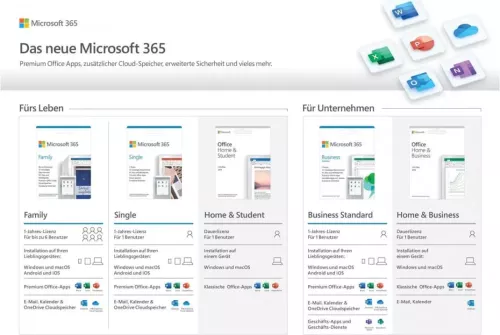 Microsoft 365
Das neue Microsoft 365
Premium Office Apps, zusätzlicher Cloud-Speicher, erweiterte Sicherheit und vieles mehr.
Fürs Leben
Für Unternehmen
Microsoft 365
Family
Microsoft 365
Single
Office
Home &
Student
Microsoft 365
Business
Office
Home &
Business
Family
1-Jahres-Lizenz
Für bis zu 6 Benutzer
Installation auf Ihren
Lieblingsgeräten:
Windows und macOS
Android und iOS
Premium Office-Apps
E-Mail, Kalender &
OneDrive Cloudspeicher
Single
1-Jahres-Lizenz
Für 1 Benutzer
Installation auf Ihren
Lieblingsgeräten:
Windows und macOS
Android und iOS
Premium Office-Apps
E-Mail, Kalender &
OneDrive Cloudspeicher
Home & Student
Dauerlizenz
Für 1 Benutzer
Installation auf
einem Gerät
Windows und macOS
Klassische Office-Apps
Business Standard
1-Jahres-Lizenz
Für 1 Benutzer
Installation auf Ihren
Lieblingsgeräten:
Windows und macOS
Android und iOS
Premium Office-Apps
E-Mail, Kalender &
OneDrive Cloudspeicher
Geschäfts-Apps und
Geschäfts-Dienste
Home & Business
Dauerlizenz
Für 1 Benutzer
Installation auf
einem Gerät
Windows und macOS
Klassische Office-Apps
E-Mail, Kalender